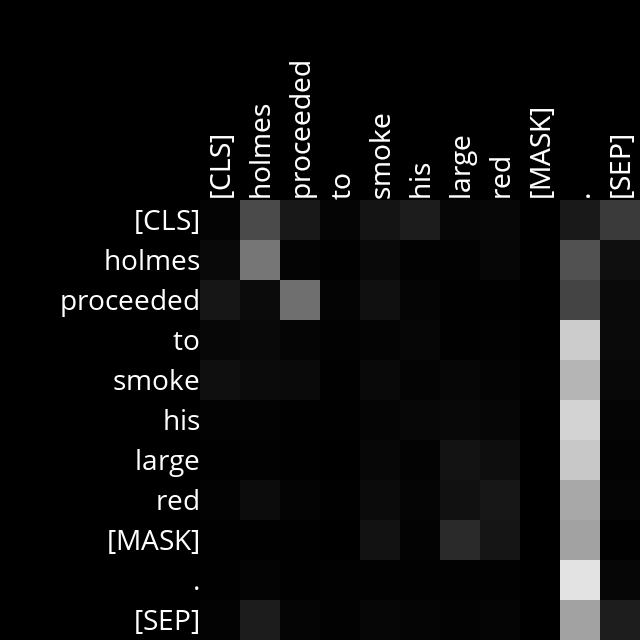 [CLS] holmes proceeded to smoke his large red [MASK] . [SEP]
[CLS]
holmes
proceeded
to
smoke
his
large
red
[MASK]
.
[SEP]